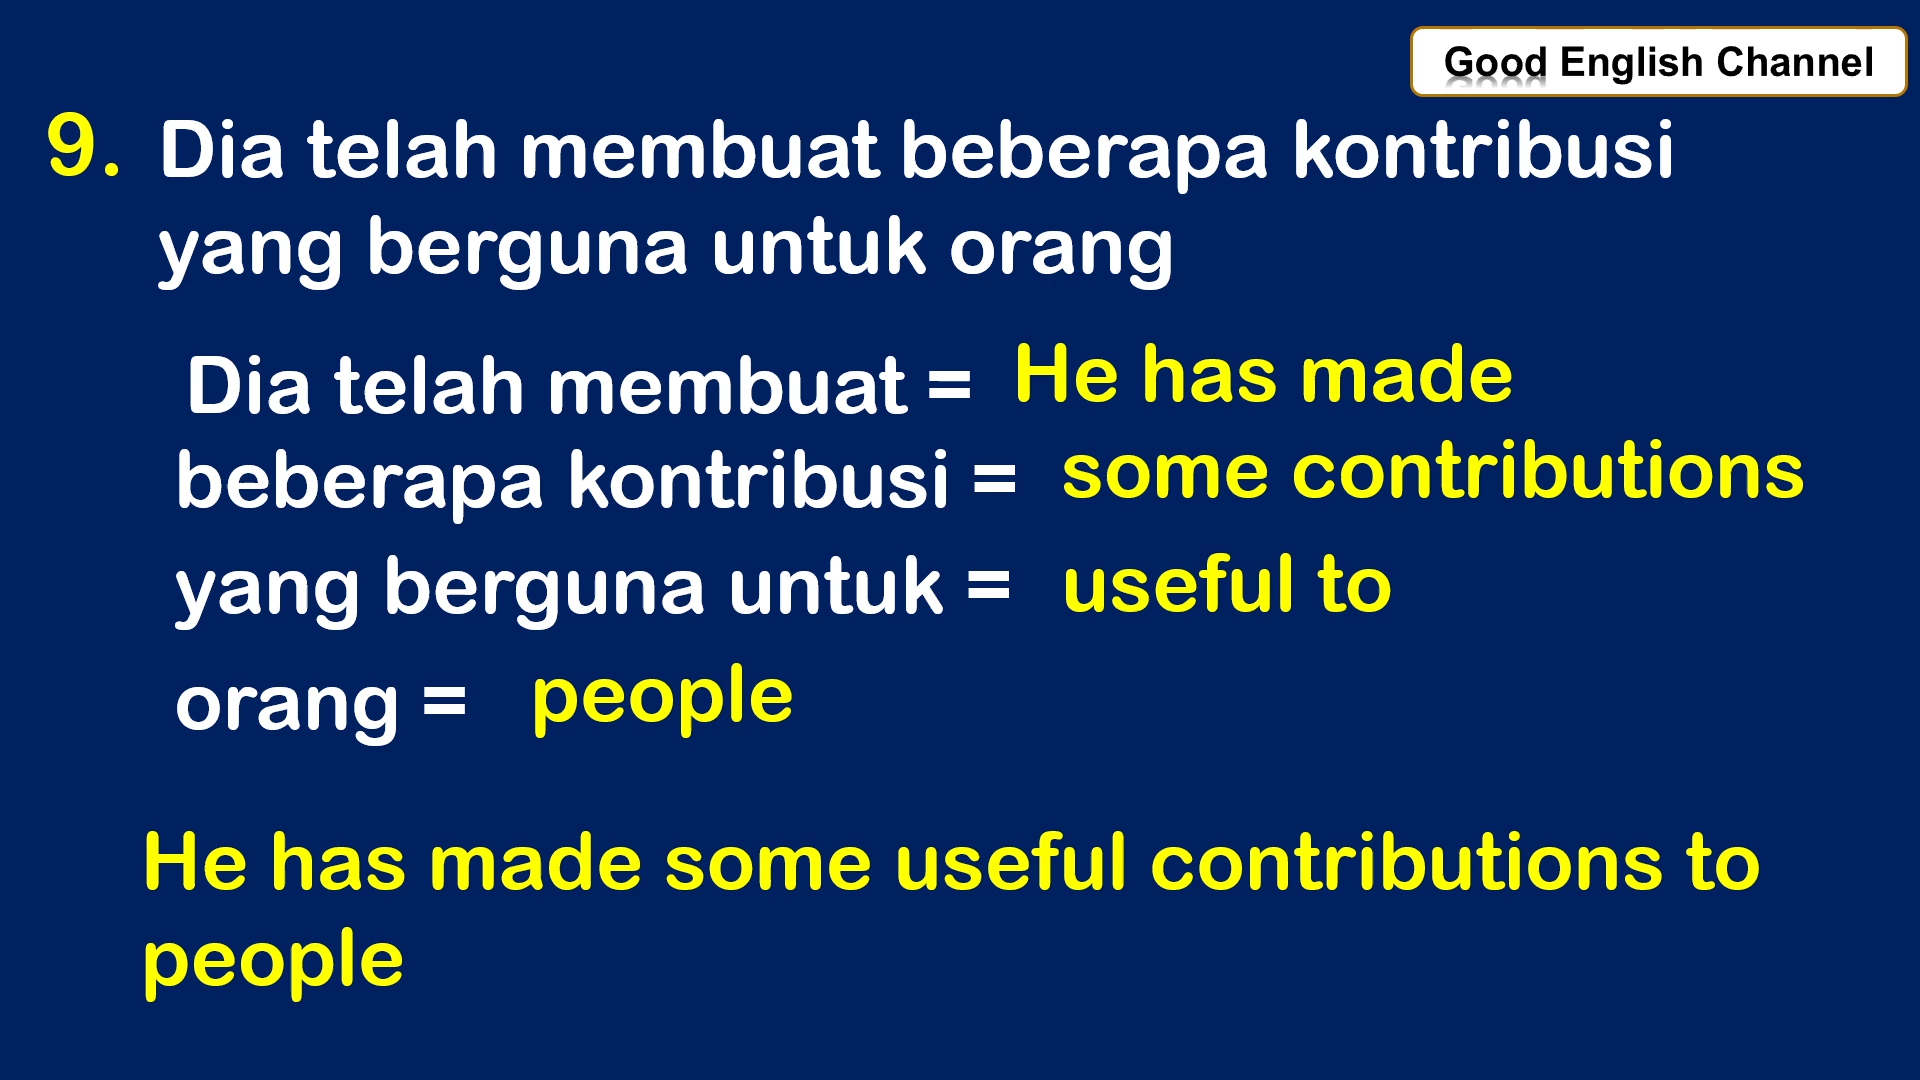 Good English Channel
9. Dia telah membuat beberapa kontribusi
yang berguna untuk orang
Dia telah membuat = He has made
beberapa kontribusi = some contributions
yang berguna untuk = useful to
orang = people
He has made some useful contributions to
people